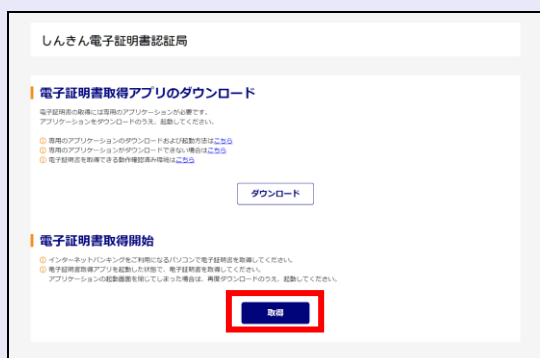 しんきん電子証明書認証局
電子証明書取得アプリのダウンロード
電子証明書の取得には専用のアプリケーションが必要です。
アプリケーションをダウンロードのうえ、起動してください。
専用のアプリケーションのダウンロードおよび起動方法はこちら
専用のアプリケーションがダウンロードできない場合はこちら
電子証明書を取得できる動作確認済み環境はこちら
ダウンロード
電子証明書取得開始
インターネットバンキングをご利用になるパソコンで電子証明書を取得してください。
電子証明書取得アプリを起動した状態で、電子証明書を取得してください。
アプリケーションの起動画面を閉じてしまった場合は、再度ダウンロードのうえ、起動してください。
取得